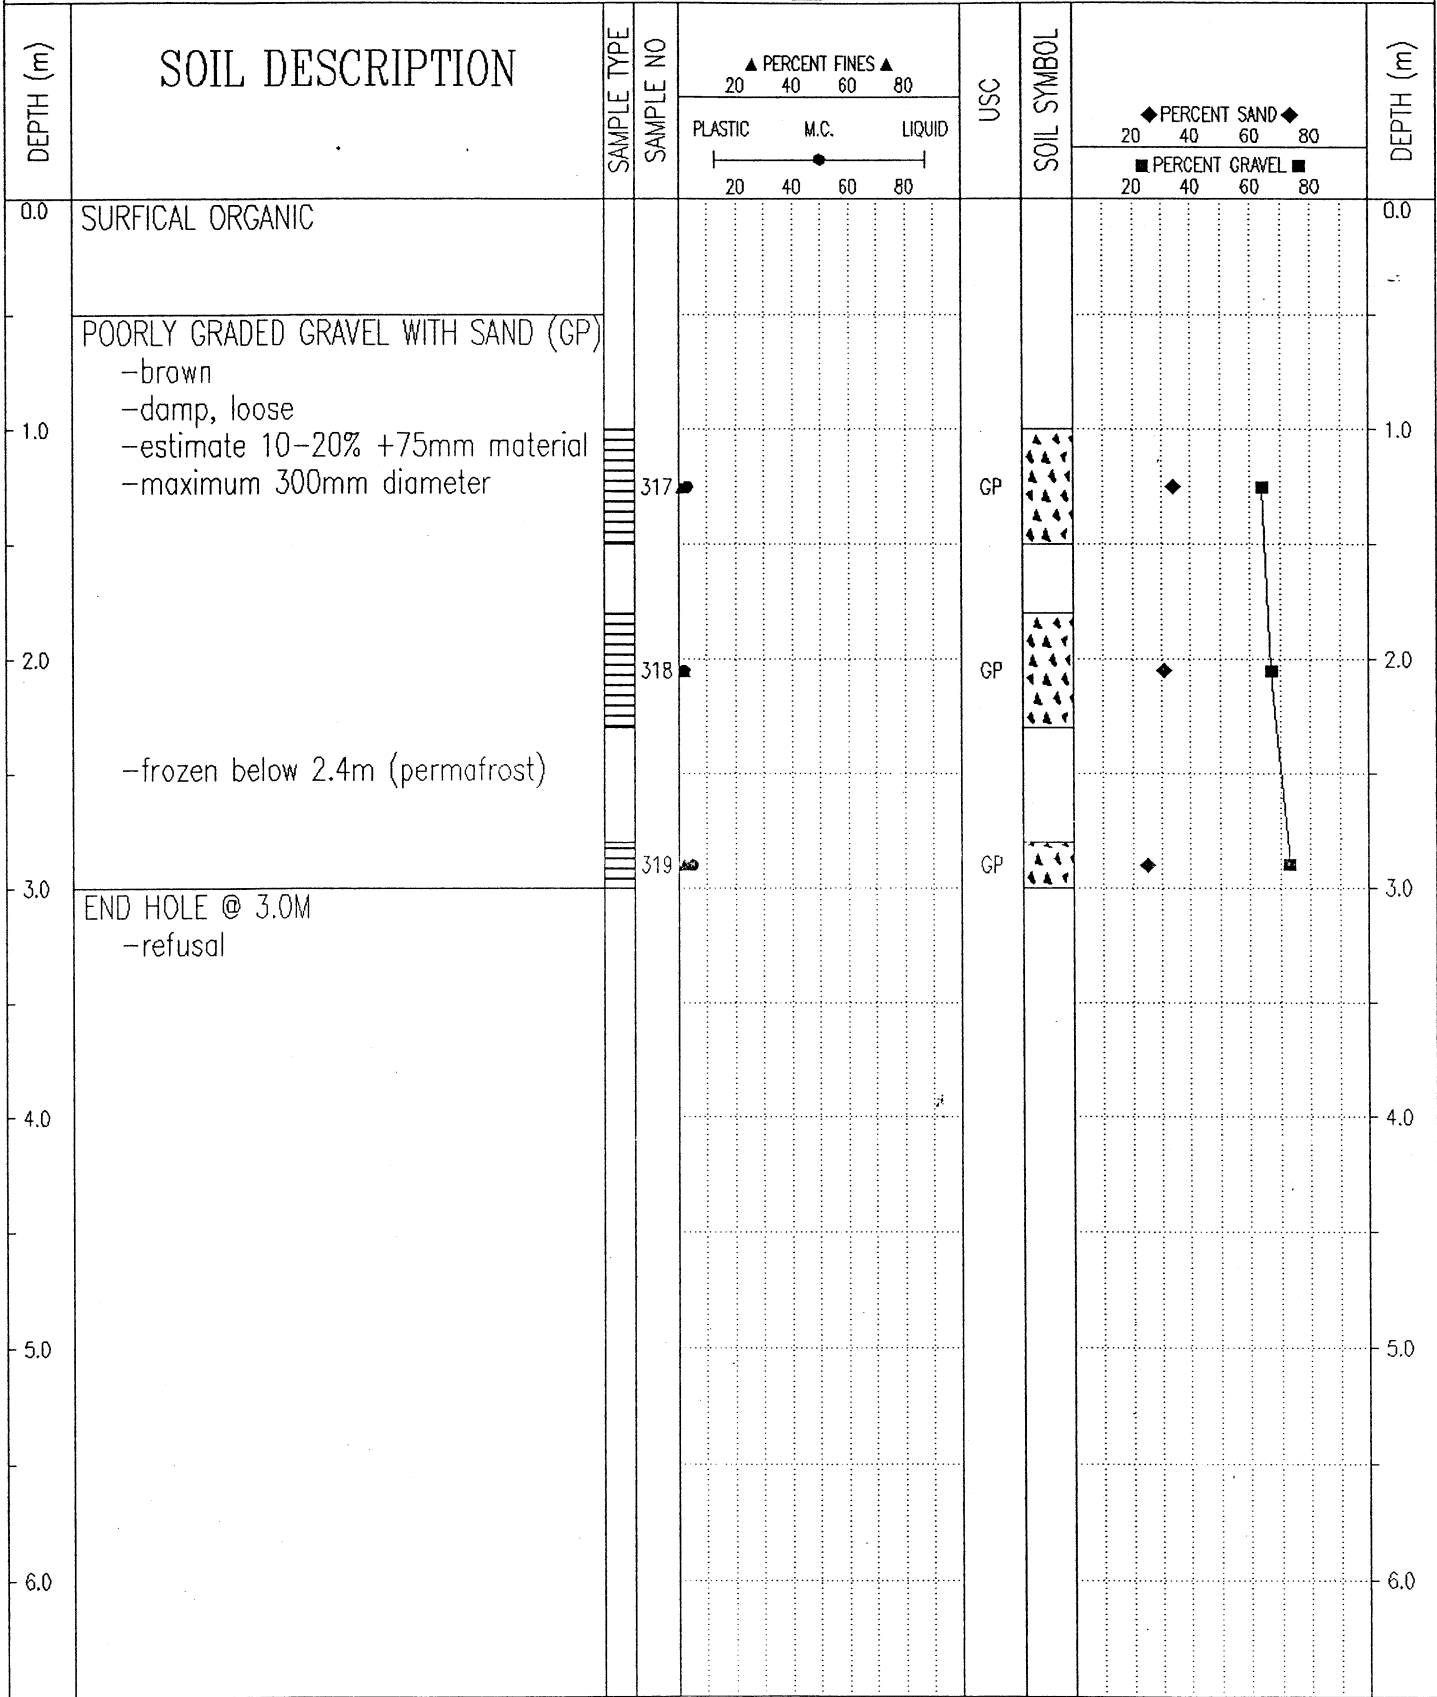 DEPTH (m)
SOIL DESCRIPTION
SAMPLE TYPE
SAMPLE NO
▲ PERCENT FINES ▲
20 40 60 80
PLASTIC M.C. LIQUID
20 40 60 80
USC
SOIL SYMBOL
◆PERCENT SAND◆
20 40 60 80
■PERCENT GRAVEL■
20 40 60 80
DEPTH (m)
0.0 SURFICAL ORGANIC 0.0
POORLY GRADED GRAVEL WITH SAND (GP)
-brown
-damp, loose
1.0 -estimate 10-20% +75mm material 1.0
-maximum 300mm diameter 317 GP
2.0 318 GP 2.0
-frozen below 2.4m (permafrost)
319 GP
3.0 3.0
END HOLE @ 3.0M
-refusal
4.0 4.0
5.0 5.0
6.0 6.0